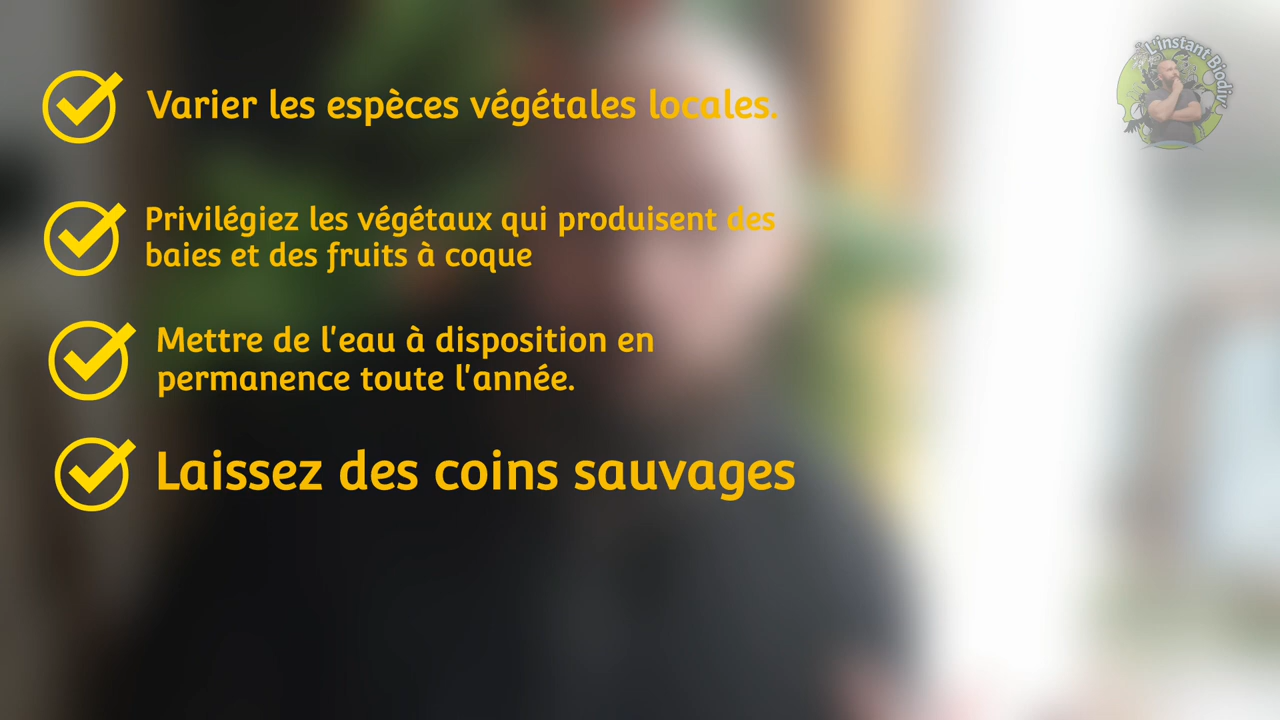 L'instant Biodiv
Varier les espèces végétales locales.
Privilégiez les végétaux qui produisent des
baies et des fruits à coque
Mettre de l'eau à disposition en
permanence toute l'année.
Laissez des coins sauvages